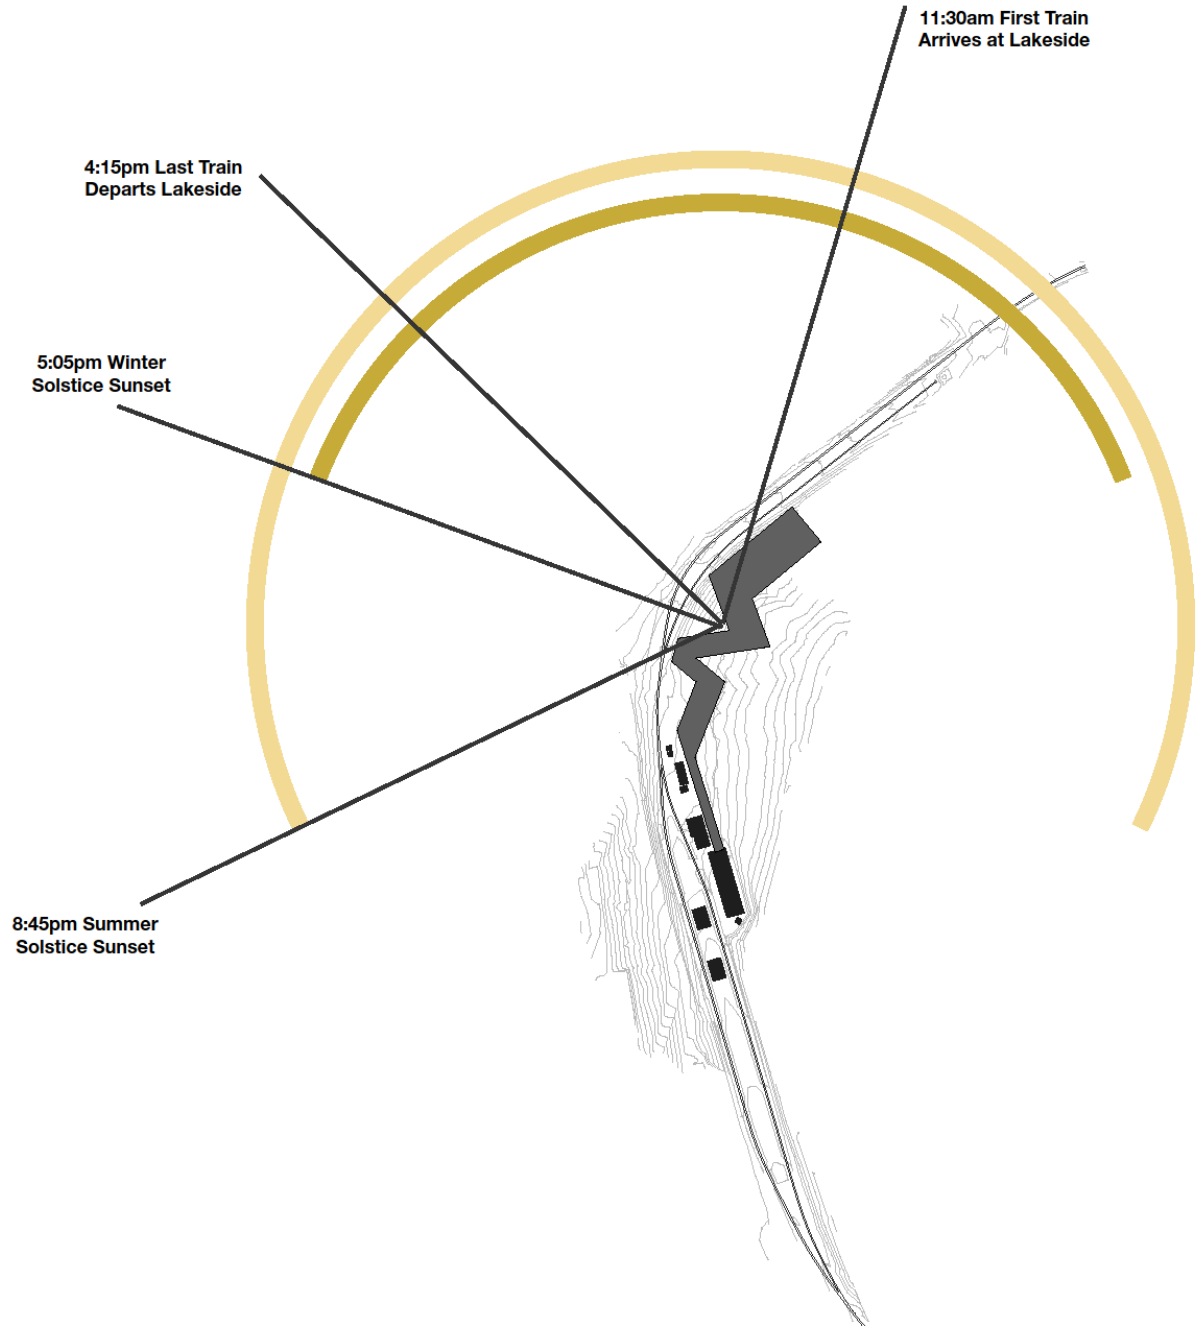 11:30am First Train
Arrives at Lakeside
4:15pm Last Train
Departs Lakeside
5:05pm Winter
Solstice Sunset
8:45pm Summer
Solstice Sunset